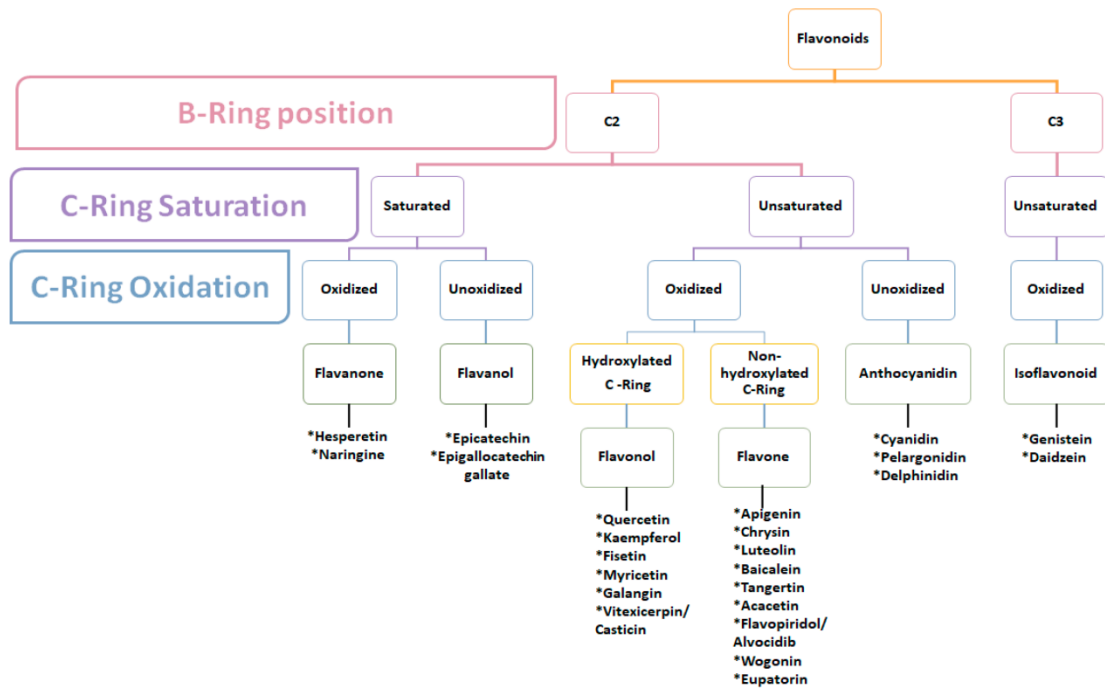 Flavonoids
B-Ring position
C2
C3
C-Ring Saturation
Saturated
Unsaturated
Unsaturated
C-Ring Oxidation
Oxidized
Unoxidized
Oxidized
Unoxidized
Oxidized
Flavanone
Flavanol
Hydroxylated
C -Ring
Non-
hydroxylated
C-Ring
Anthocyanidin
Isoflavonoid
*Hesperetin
*Naringine
*Epicatechin
*Epigallocatechin
gallate
Flavonol
Flavone
*Cyanidin
*Pelargonidin
*Delphinidin
*Genistein
*Daidzein
*Quercetin
*Kaempferol
*Fisetin
*Myricetin
*Galangin
*Vitexicerpin/
Casticin
*Apigenin
*Chrysin
*Luteolin
*Baicalein
*Tangertin
*Acacetin
*Flavopiridol/
Alvocidib
*Wogonin
*Eupatorin